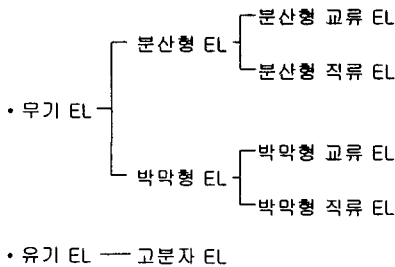 분산형 교류 EL
분산형 EL
분산형 직류 EL
• 무기 EL
박막형 교류 EL
박막형 EL
박막형 직류 EL
• 유기 EL ── 고분자 EL